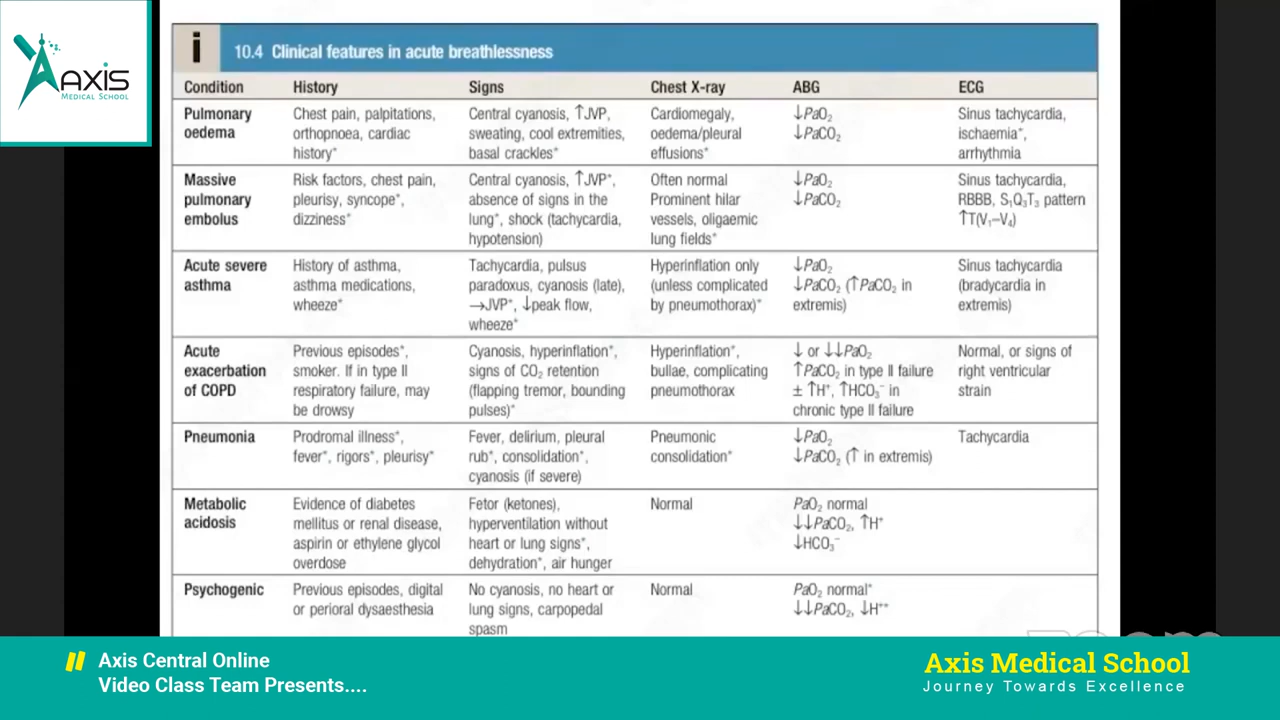 AXIS
MEDICAL SCHOOL
i
10.4 Clinical features in acute breathlessness
Condition History Signs Chest X-ray ABG ECG
Pulmonary oedema
Chest pain, palpitations,
orthopnoea, cardiac
history*
Central cyanosis, ↑JVP,
sweating, cool extremities,
basal crackles*
Cardiomegaly,
oedema/pleural
effusions*
↓PaO₂
↓PaCO₂
Sinus tachycardia,
ischaemia*,
arrhythmia
Massive
pulmonary
embolus
Risk factors, chest pain,
pleurisy, syncope*,
dizziness*
Central cyanosis, ↑JVP*,
absence of signs in the
lung*, shock (tachycardia,
hypotension)
Often normal
Prominent hilar
vessels, oligaemic
lung fields*
↓PaO₂
↓PaCO₂
Sinus tachycardia,
RBBB, S₁Q₃T₃ pattern
↑T(V₁–V₄)
Acute severe
asthma
History of asthma,
asthma medications,
wheeze*
Tachycardia, pulsus
paradoxus, cyanosis (late),
→JVP*, ↓peak flow,
wheeze*
Hyperinflation only
(unless complicated
by pneumothorax)*
↓PaO₂
↓PaCO₂ (↑PaCO₂ in
extremis)
Sinus tachycardia
(bradycardia in
extremis)
Acute
exacerbation
of COPD
Previous episodes*,
smoker. If in type II
respiratory failure, may
be drowsy
Cyanosis, hyperinflation*,
signs of CO₂ retention
(flapping tremor, bounding
pulses)*
Hyperinflation*,
bullae, complicating
pneumothorax
↓ or ↓↓PaO₂
↑PaCO₂ in type II failure
± ↑H⁺, ↑HCO₃⁻ in
chronic type II failure
Normal, or signs of
right ventricular
strain
Pneumonia
Prodromal illness*,
fever*, rigors*, pleurisy*
Fever, delirium, pleural
rub*, consolidation*,
cyanosis (if severe)
Pneumonic
consolidation*
↓PaO₂
↓PaCO₂ (↑ in extremis)
Tachycardia
Metabolic
acidosis
Evidence of diabetes
mellitus or renal disease,
aspirin or ethylene glycol
overdose
Fetor (ketones),
hyperventilation without
heart or lung signs*,
dehydration*, air hunger
Normal
PaO₂ normal
↓↓PaCO₂, ↑H⁺
↓HCO₃⁻
Psychogenic
Previous episodes, digital
or perioral dysaesthesia
No cyanosis, no heart or
lung signs, carpopedal
spasm
Normal
PaO₂ normal*
↓↓PaCO₂, ↓H⁺*
Axis Central Online
Video Class Team Presents....
Axis Medical School
Journey Towards Excellence